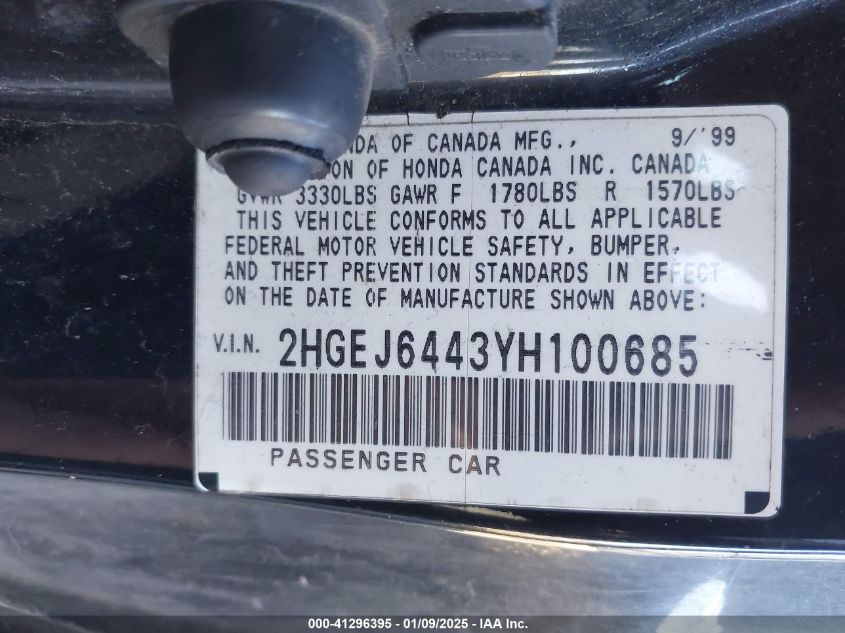 DA OF CANADA MFG., 9/'99
ON OF HONDA CANADA INC. CANADA
GVWR 3330LBS GAWR F 1780LBS R 1570LBS
THIS VEHICLE CONFORMS TO ALL APPLICABLE
FEDERAL MOTOR VEHICLE SAFETY, BUMPER,
AND THEFT PREVENTION STANDARDS IN EFFECT
ON THE DATE OF MANUFACTURE SHOWN ABOVE:
V.I.N. 2HGEJ6443YH100685
PASSENGER CAR
000-41296395 - 01/09/2025 - IAA Inc.